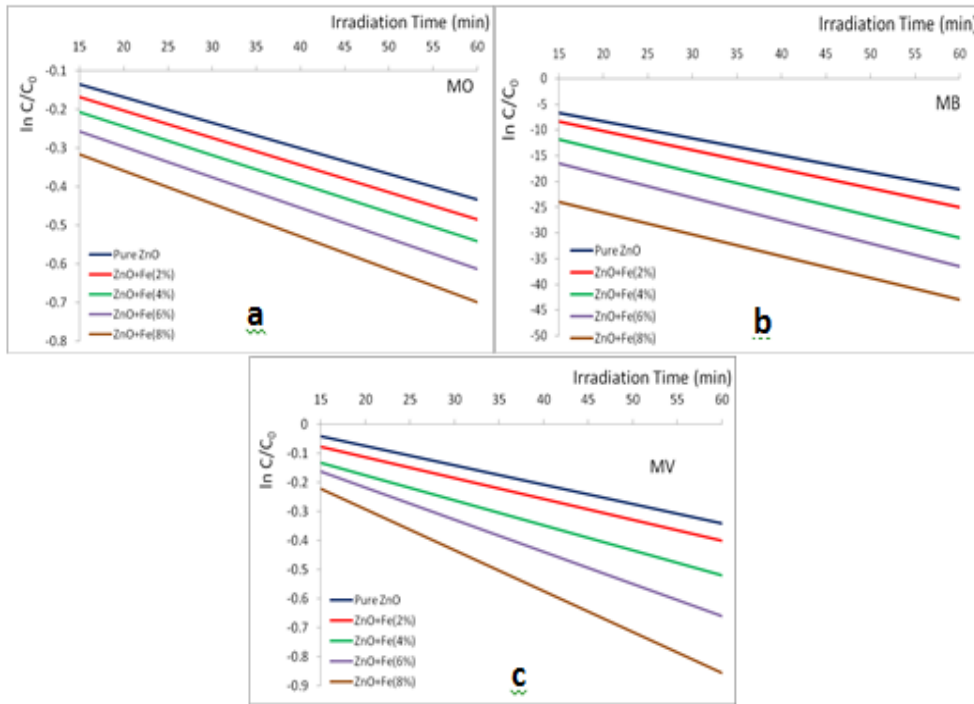 Irradiation Time (min)
15 20 25 30 35 40 45 50 55 60
-0.1
-0.2
-0.3
-0.4
-0.5
-0.6
-0.7
-0.8
ln C/C₀
MO
Pure ZnO
ZnO+Fe(2%)
ZnO+Fe(4%)
ZnO+Fe(6%)
ZnO+Fe(8%)
a
Irradiation Time (min)
15 20 25 30 35 40 45 50 55 60
0
-5
-10
-15
-20
-25
-30
-35
-40
-45
-50
ln C/C₀
MB
Pure ZnO
ZnO+Fe(2%)
ZnO+Fe(4%)
ZnO+Fe(6%)
ZnO+Fe(8%)
b
Irradiation Time (min)
15 20 25 30 35 40 45 50 55 60
0
-0.1
-0.2
-0.3
-0.4
-0.5
-0.6
-0.7
-0.8
-0.9
ln C/C₀
MV
Pure ZnO
ZnO+Fe(2%)
ZnO+Fe(4%)
ZnO+Fe(6%)
ZnO+Fe(8%)
c